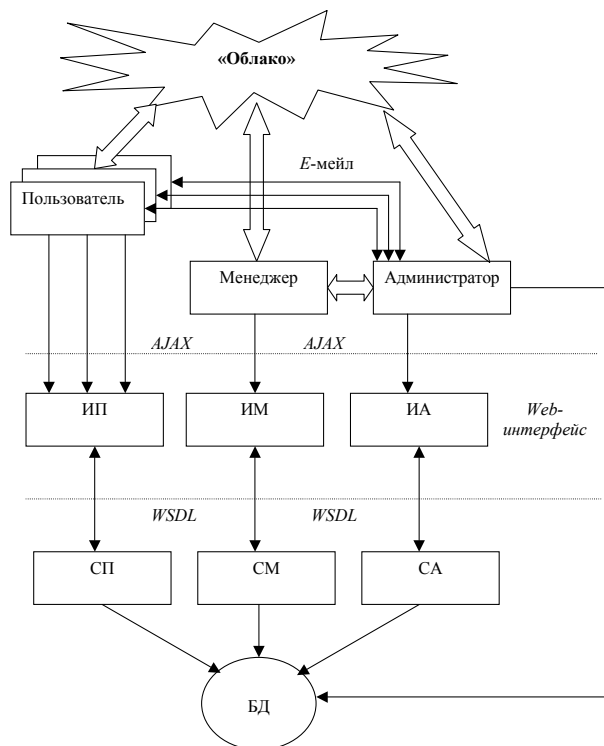 «Облако»
E-мейл
Пользователь
Менеджер
Администратор
AJAX
AJAX
ИП
ИМ
ИА
Web-
интерфейс
WSDL
WSDL
СП
СМ
СА
БД